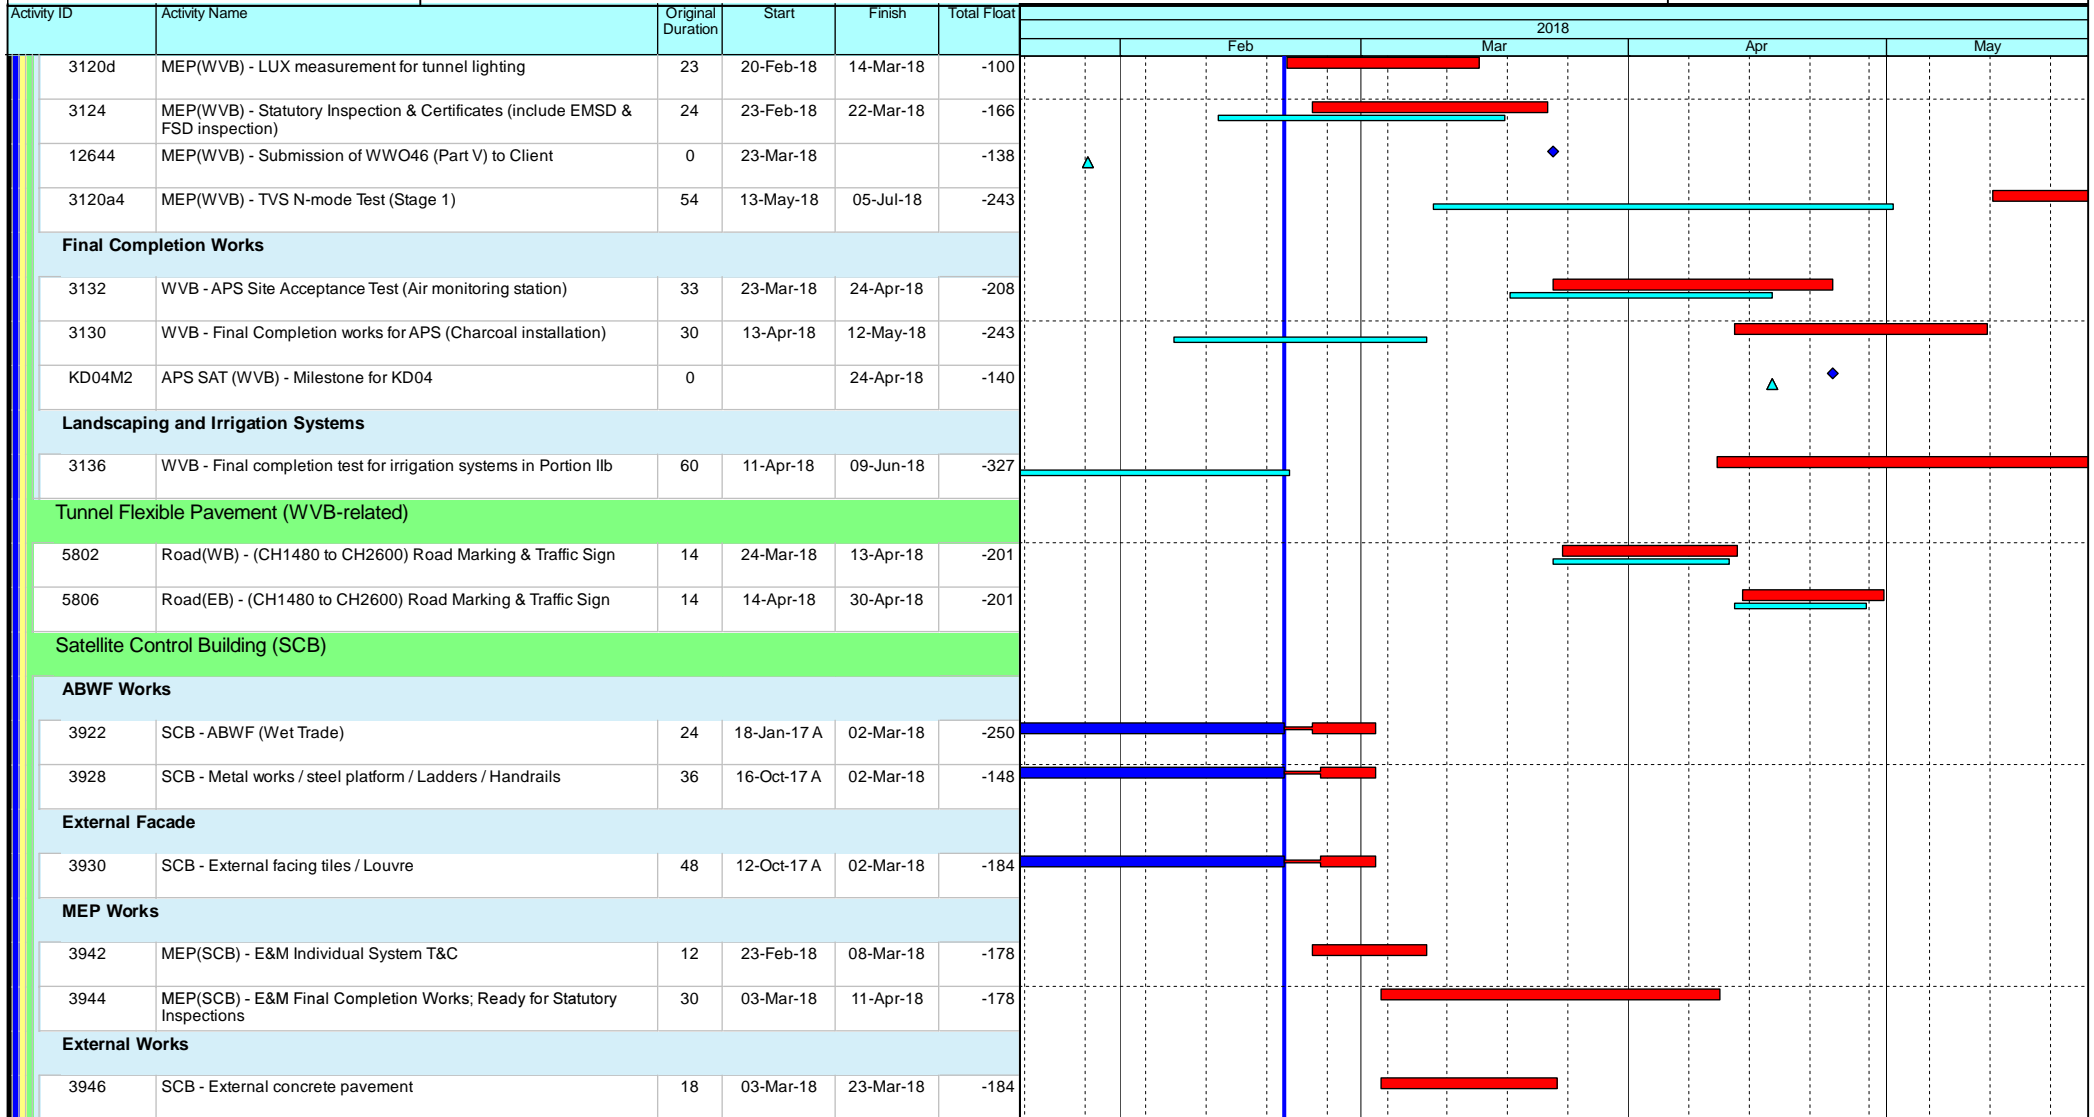 Activity ID Activity Name Original Duration Start Finish Total Float
2018
Feb Mar Apr May
3120d MEP(WVB) - LUX measurement for tunnel lighting 23 20-Feb-18 14-Mar-18 -100
3124 MEP(WVB) - Statutory Inspection & Certificates (include EMSD & 24 23-Feb-18 22-Mar-18 -166
FSD inspection)
12644 MEP(WVB) - Submission of WWO46 (Part V) to Client 0 23-Mar-18 -138
3120a4 MEP(WVB) - TVS N-mode Test (Stage 1) 54 13-May-18 05-Jul-18 -243
Final Completion Works
3132 WVB - APS Site Acceptance Test (Air monitoring station) 33 23-Mar-18 24-Apr-18 -208
3130 WVB - Final Completion works for APS (Charcoal installation) 30 13-Apr-18 12-May-18 -243
KD04M2 APS SAT (WVB) - Milestone for KD04 0 24-Apr-18 -140
Landscaping and Irrigation Systems
3136 WVB - Final completion test for irrigation systems in Portion IIb 60 11-Apr-18 09-Jun-18 -327
Tunnel Flexible Pavement (WVB-related)
5802 Road(WB) - (CH1480 to CH2600) Road Marking & Traffic Sign 14 24-Mar-18 13-Apr-18 -201
5806 Road(EB) - (CH1480 to CH2600) Road Marking & Traffic Sign 14 14-Apr-18 30-Apr-18 -201
Satellite Control Building (SCB)
ABWF Works
3922 SCB - ABWF (Wet Trade) 24 18-Jan-17 A 02-Mar-18 -250
3928 SCB - Metal works / steel platform / Ladders / Handrails 36 16-Oct-17 A 02-Mar-18 -148
External Facade
3930 SCB - External facing tiles / Louvre 48 12-Oct-17 A 02-Mar-18 -184
MEP Works
3942 MEP(SCB) - E&M Individual System T&C 12 23-Feb-18 08-Mar-18 -178
3944 MEP(SCB) - E&M Final Completion Works; Ready for Statutory 30 03-Mar-18 11-Apr-18 -178
Inspections
External Works
3946 SCB - External concrete pavement 18 03-Mar-18 23-Mar-18 -184